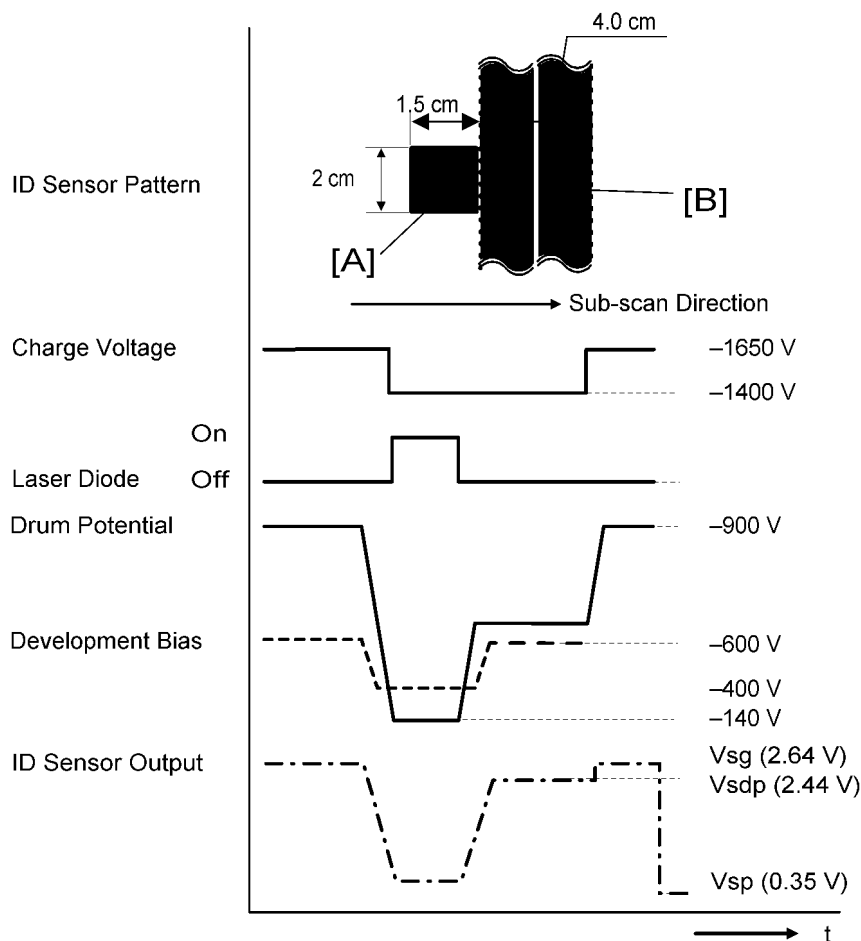 4.0 cm
1.5 cm
ID Sensor Pattern
2 cm
[B]
[A]
Sub-scan Direction
Charge Voltage
–1650 V
–1400 V
On
Laser Diode Off
Drum Potential
–900 V
Development Bias
–600 V
–400 V
–140 V
ID Sensor Output
Vsg (2.64 V)
Vsdp (2.44 V)
Vsp (0.35 V)
t